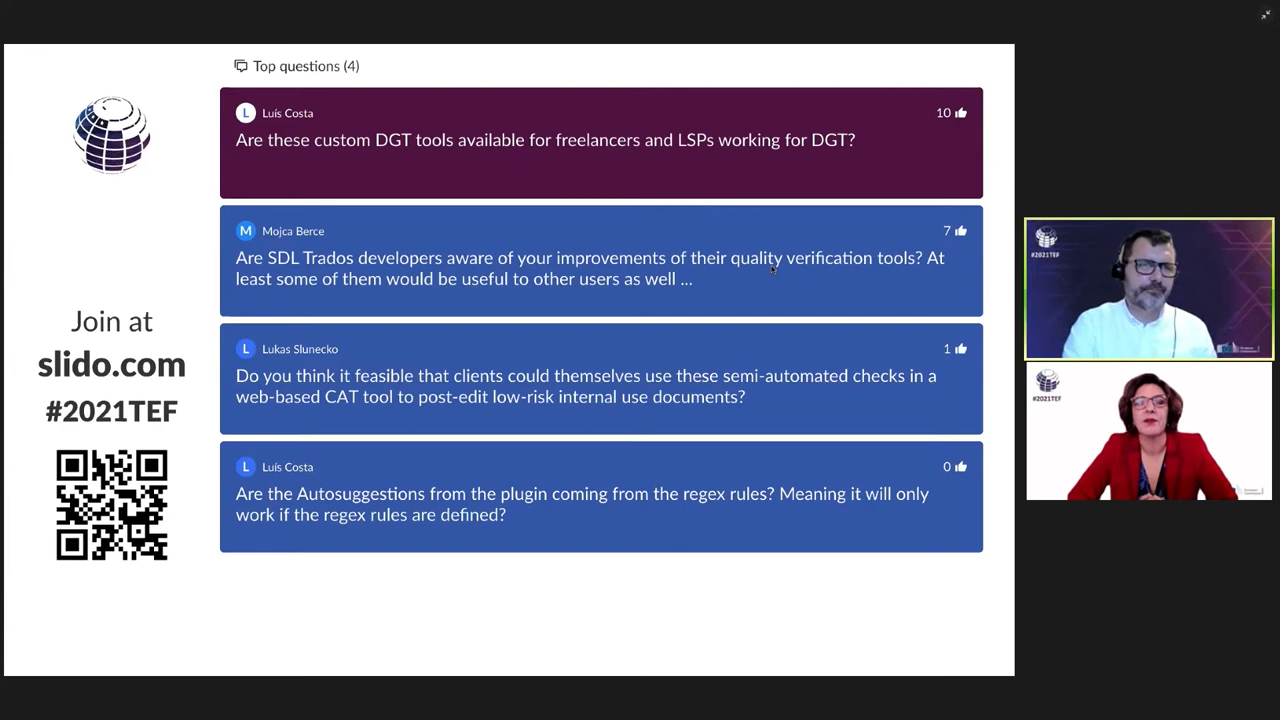 Top questions (4)
L Luís Costa 10
Are these custom DGT tools available for freelancers and LSPs working for DGT?
M Mojca Berce 7
Are SDL Trados developers aware of your improvements of their quality verification tools? At
least some of them would be useful to other users as well ...
L Lukas Slunecko 1
Do you think it feasible that clients could themselves use these semi-automated checks in a
web-based CAT tool to post-edit low-risk internal use documents?
L Luís Costa 0
Are the Autosuggestions from the plugin coming from the regex rules? Meaning it will only
work if the regex rules are defined?
Join at
slido.com
#2021TEF
#2021TEF
#2021TEF